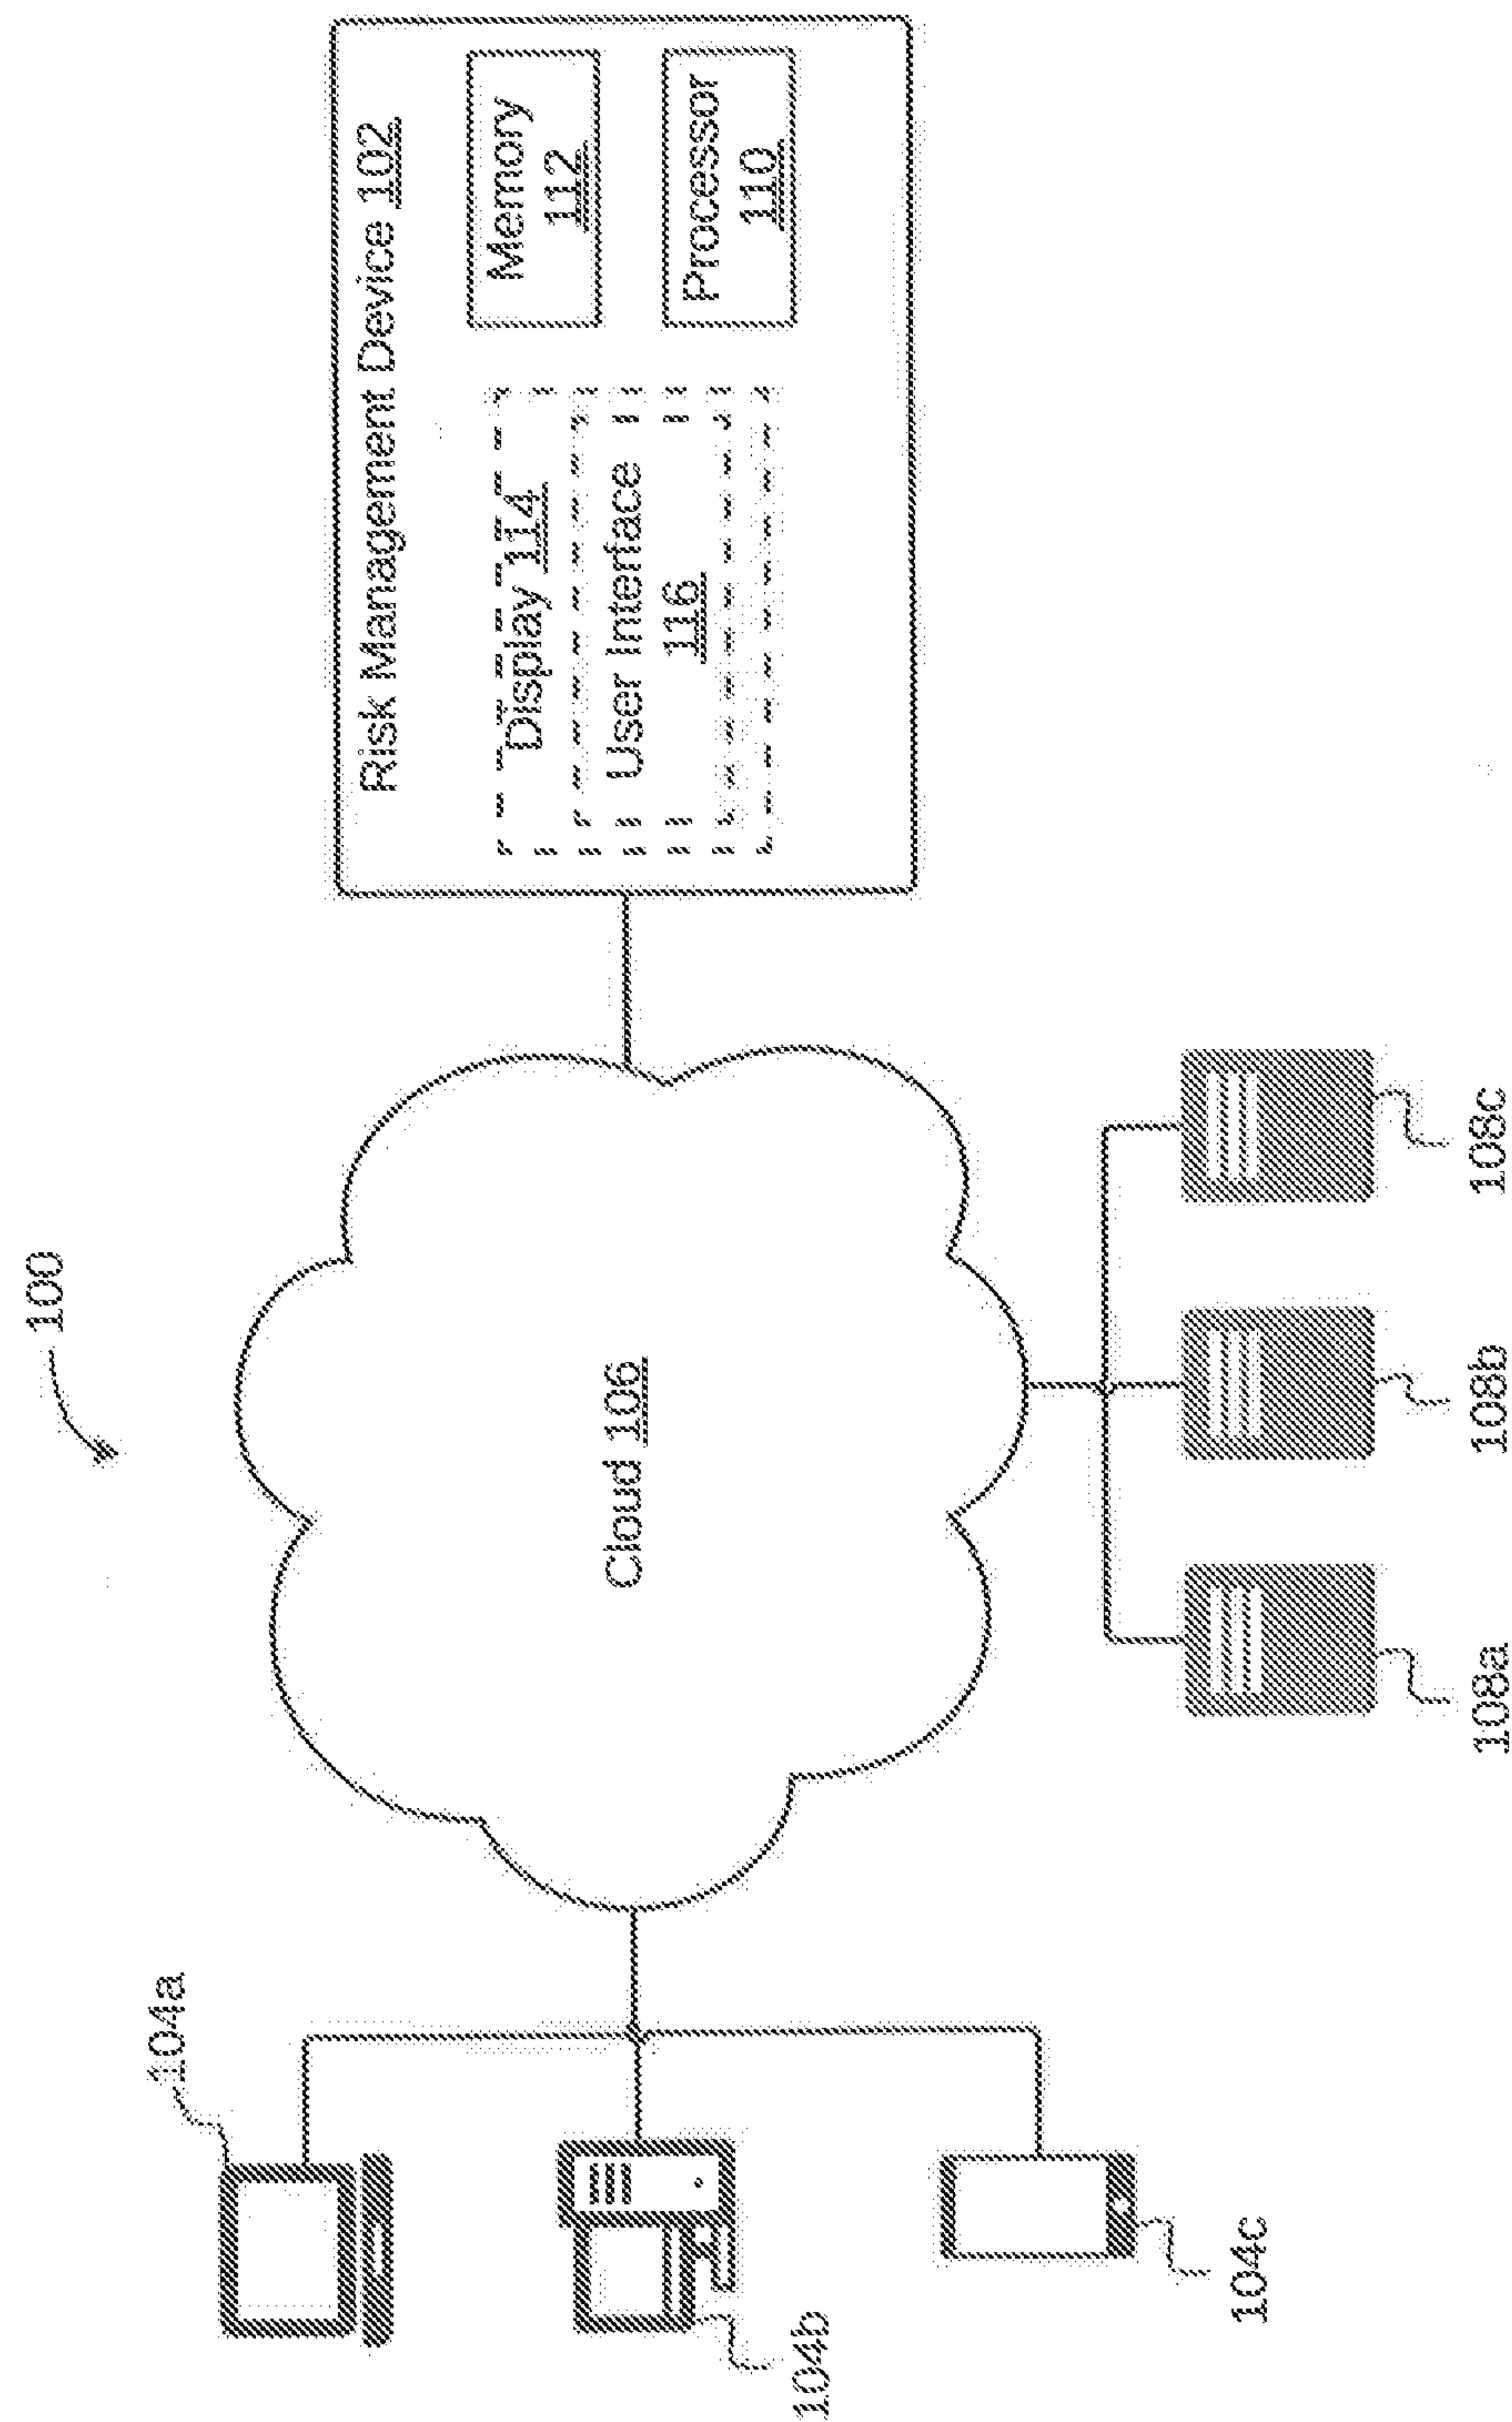 100
104a
104b
104c
Cloud 106
108a
108b
108c
Risk Management Device 102
Display 114
User Interface
116
Memory
112
Processor
110